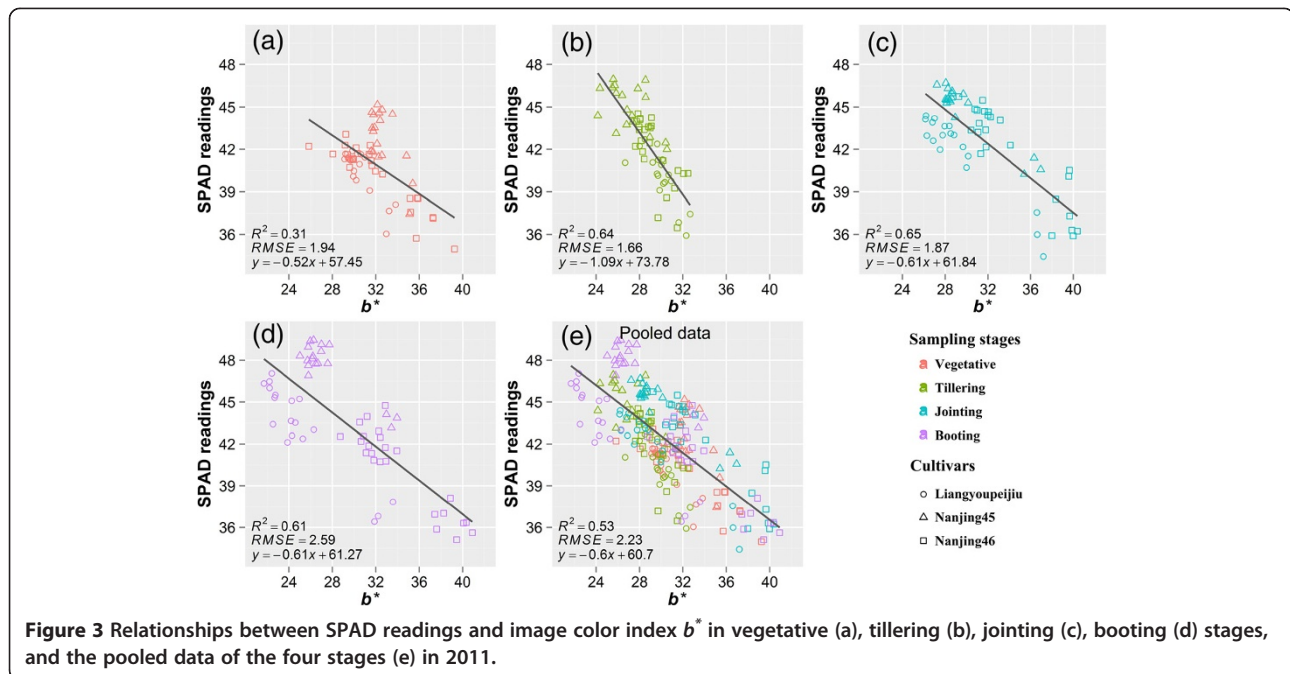 (a)
48
45
42
39
36
SPAD readings
R² = 0.31
RMSE = 1.94
y = −0.52x + 57.45
24 28 32 36 40
b*
(b)
48
45
42
39
36
SPAD readings
R² = 0.64
RMSE = 1.66
y = −1.09x + 73.78
24 28 32 36 40
b*
(c)
48
45
42
39
36
SPAD readings
R² = 0.65
RMSE = 1.87
y = −0.61x + 61.84
24 28 32 36 40
b*
(d)
48
45
42
39
36
SPAD readings
R² = 0.61
RMSE = 2.59
y = −0.61x + 61.27
24 28 32 36 40
b*
(e)
Pooled data
48
45
42
39
36
SPAD readings
R² = 0.53
RMSE = 2.23
y = −0.6x + 60.7
24 28 32 36 40
b*
Sampling stages
a Vegetative
a Tillering
a Jointing
a Booting
Cultivars
Liangyoupeijiu
Nanjing45
Nanjing46
Figure 3 Relationships between SPAD readings and image color index b* in vegetative (a), tillering (b), jointing (c), booting (d) stages,
and the pooled data of the four stages (e) in 2011.